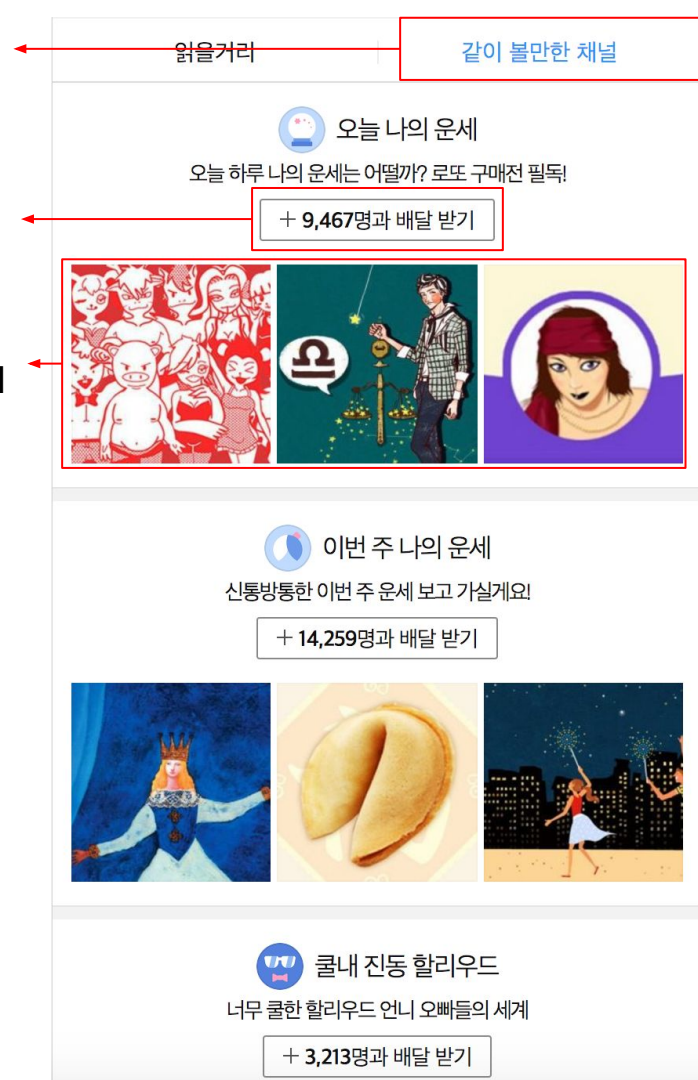 읽을거리
같이 볼만한 채널
오늘 나의 운세
오늘 하루 나의 운세는 어떨까? 로또 구매전 필독!
+ 9,467명과 배달 받기
이번 주 나의 운세
신통방통한 이번 주 운세 보고 가실게요!
+ 14,259명과 배달 받기
쿨내 진동 할리우드
너무 쿨한 할리우드 언니 오빠들의 세계
+ 3,213명과 배달 받기